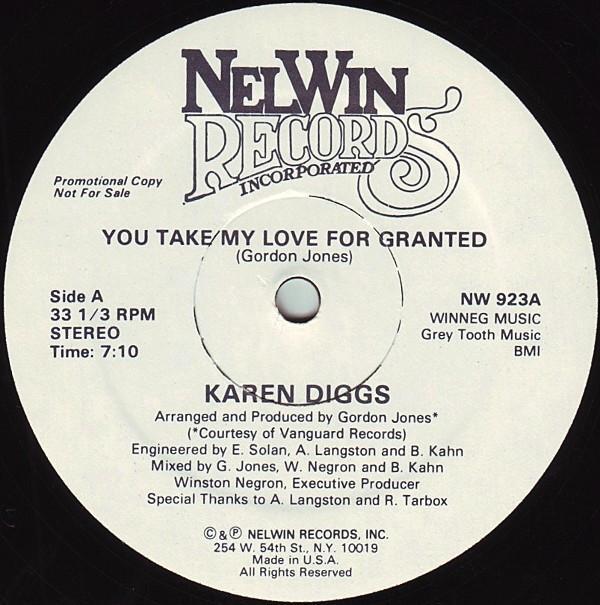 NELWIN
RECORDS
INCORPORATED
Promotional Copy
Not For Sale
YOU TAKE MY LOVE FOR GRANTED
(Gordon Jones)
Side A
33 1/3 RPM
STEREO
Time: 7:10
NW 923A
WINNEG MUSIC
Grey Tooth Music
BMI
KAREN DIGGS
Arranged and Produced by Gordon Jones*
(*Courtesy of Vanguard Records)
Engineered by E. Solan, A. Langston and B. Kahn
Mixed by G. Jones, W. Negron and B. Kahn
Winston Negron, Executive Producer
Special Thanks to A. Langston and R. Tarbox
© & ℗ NELWIN RECORDS, INC.
254 W. 54th St., N.Y. 10019
Made in U.S.A.
All Rights Reserved